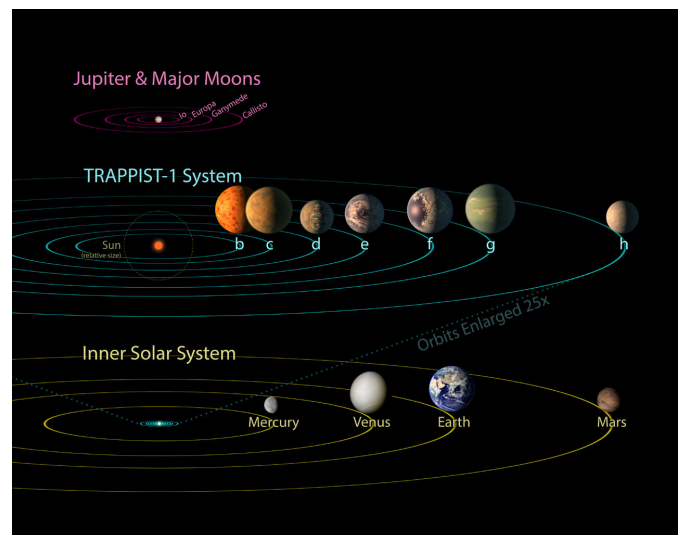 Jupiter & Major Moons
Io
Europa
Ganymede
Callisto
TRAPPIST-1 System
Sun
(relative size)
b
c
d
e
f
g
h
Orbits Enlarged 25x
Inner Solar System
Mercury
Venus
Earth
Mars